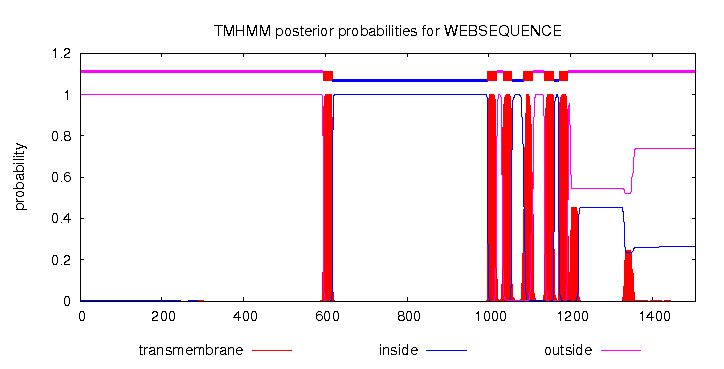 TMHMM posterior probabilities for WEBSEQUENCE
1.2
1
0.8
0.6
0.4
0.2
0
probability
0 200 400 600 800 1000 1200 1400
transmembrane inside outside